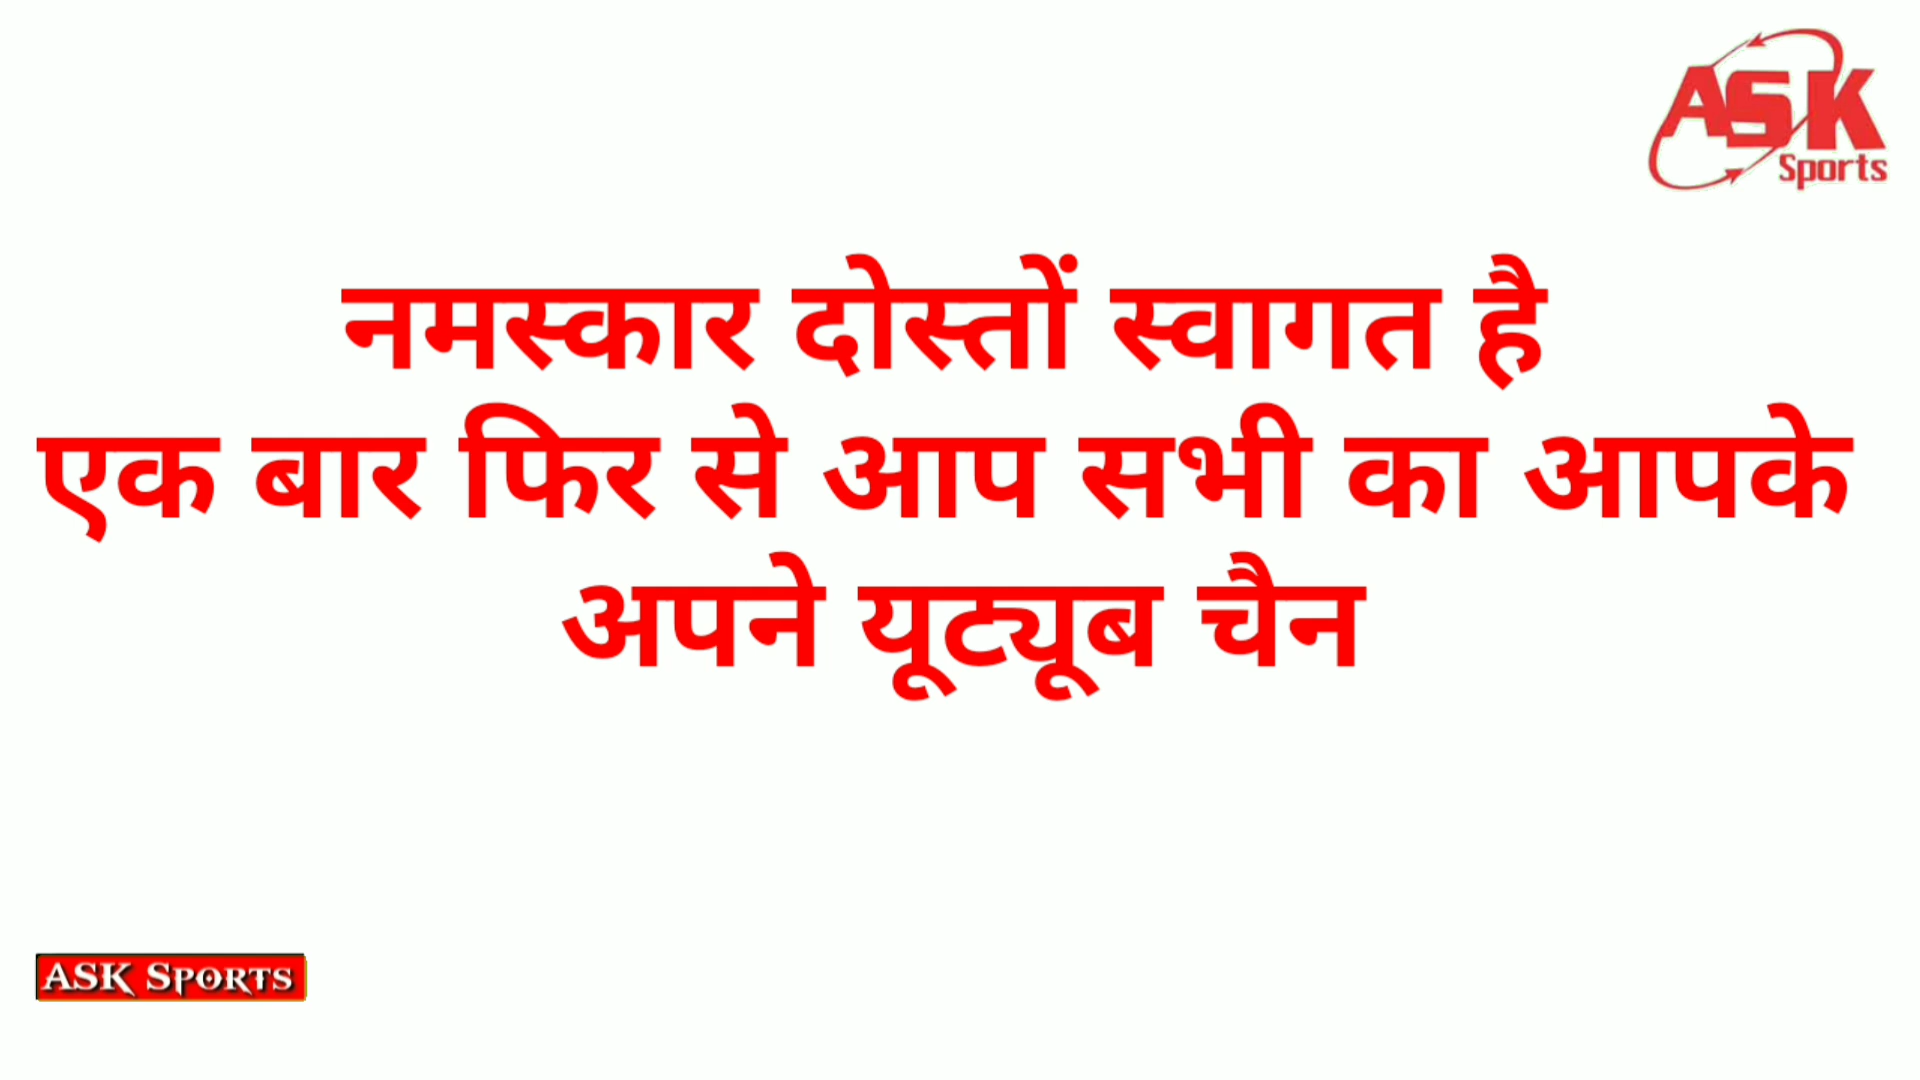 ASK
Sports
नमस्कार दोस्तों स्वागत है
एक बार फिर से आप सभी का आपके
अपने यूट्यूब चैन
ASK SPORTS